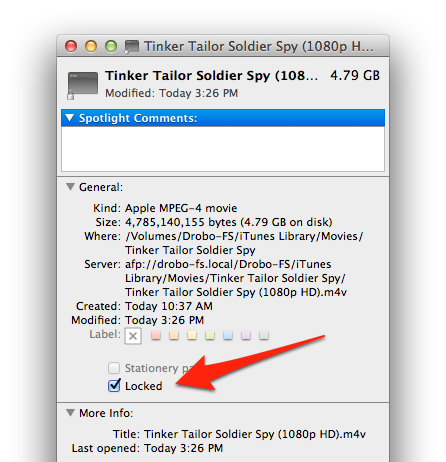 Tinker Tailor Soldier Spy (1080p H...
Tinker Tailor Soldier Spy (108... 4.79 GB
Modified: Today 3:26 PM
Spotlight Comments:
General:
Kind: Apple MPEG-4 movie
Size: 4,785,140,155 bytes (4.79 GB on disk)
Where: /Volumes/Drobo-FS/iTunes Library/Movies/
Tinker Tailor Soldier Spy
Server: afp://drobo-fs.local/Drobo-FS/iTunes
Library/Movies/Tinker Tailor Soldier Spy/
Tinker Tailor Soldier Spy (1080p HD).m4v
Created: Today 10:37 AM
Modified: Today 3:26 PM
Label:
Stationery
Locked
More Info:
Title: Tinker Tailor Soldier Spy (1080p HD).m4v
Last opened: Today 3:26 PM